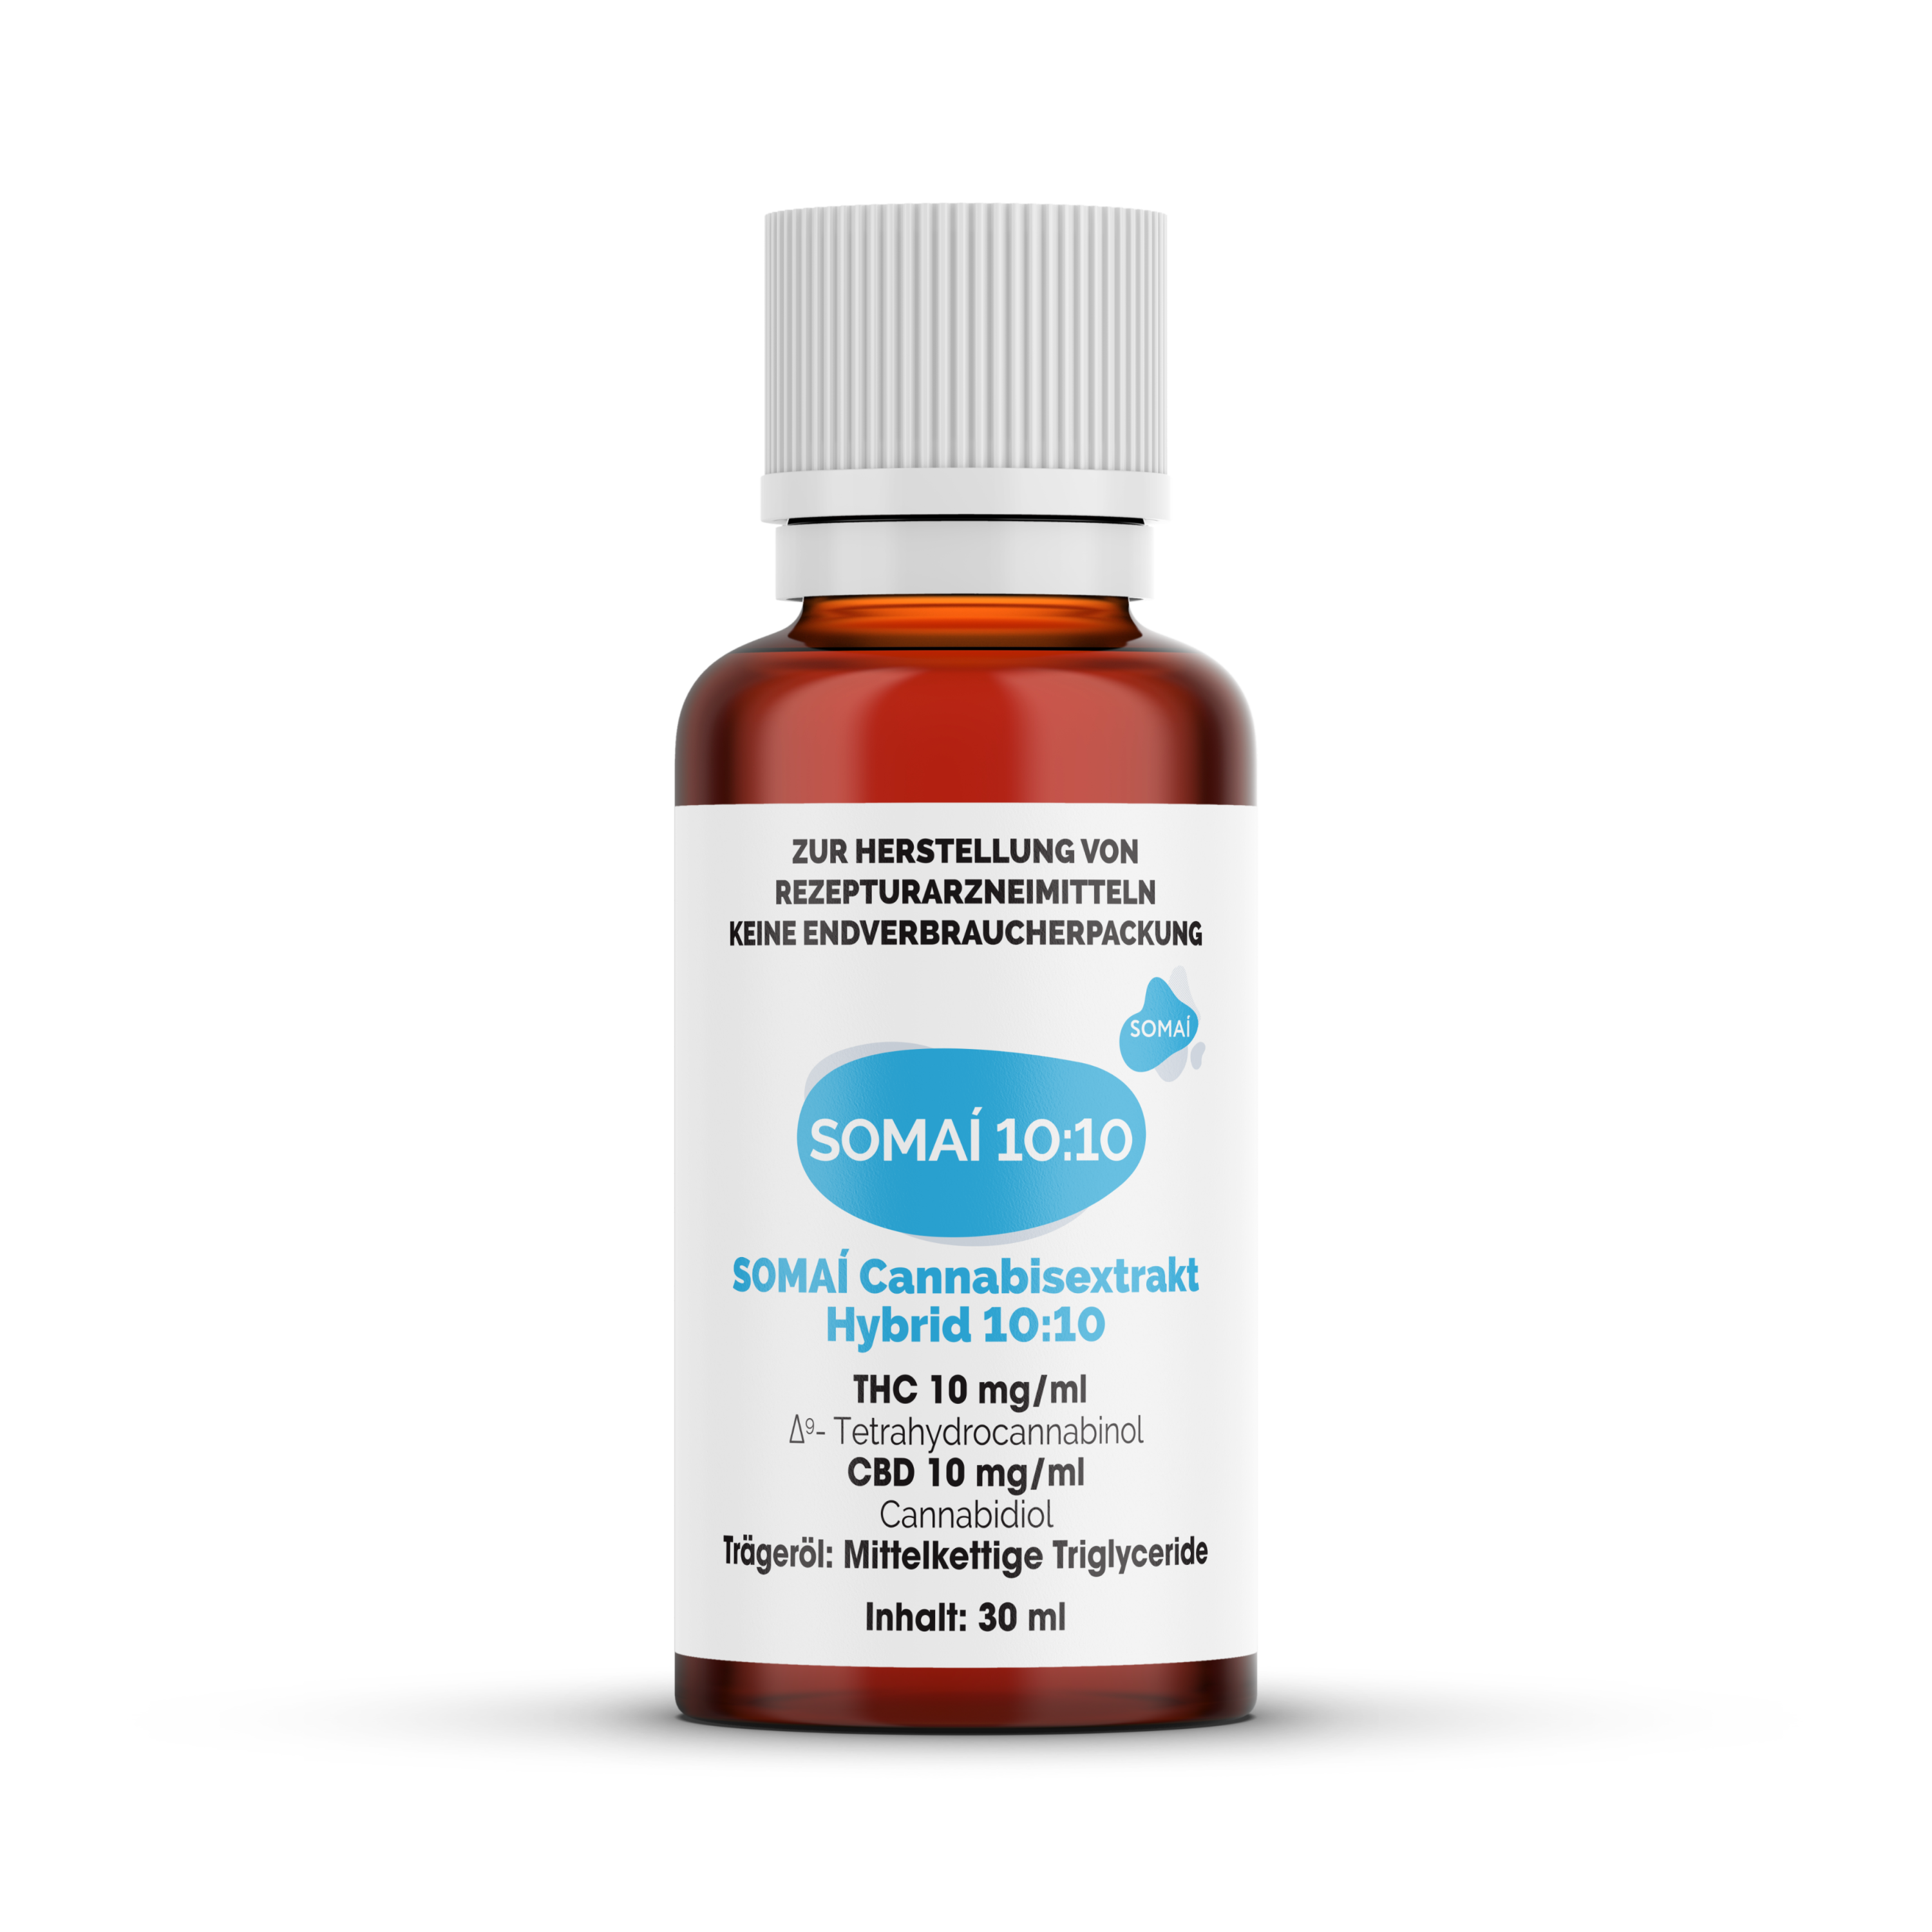 ZUR HERSTELLUNG VON
REZEPTURARZNEIMITTELN
KEINE ENDVERBRAUCHERPACKUNG
SOMAÍ
SOMAÍ 10:10
SOMAÍ Cannabisextrakt
Hybrid 10:10
THC 10 mg/ml
Δ⁹- Tetrahydrocannabinol
CBD 10 mg/ml
Cannabidiol
Trägeröl: Mittelkettige Triglyceride
Inhalt: 30 ml